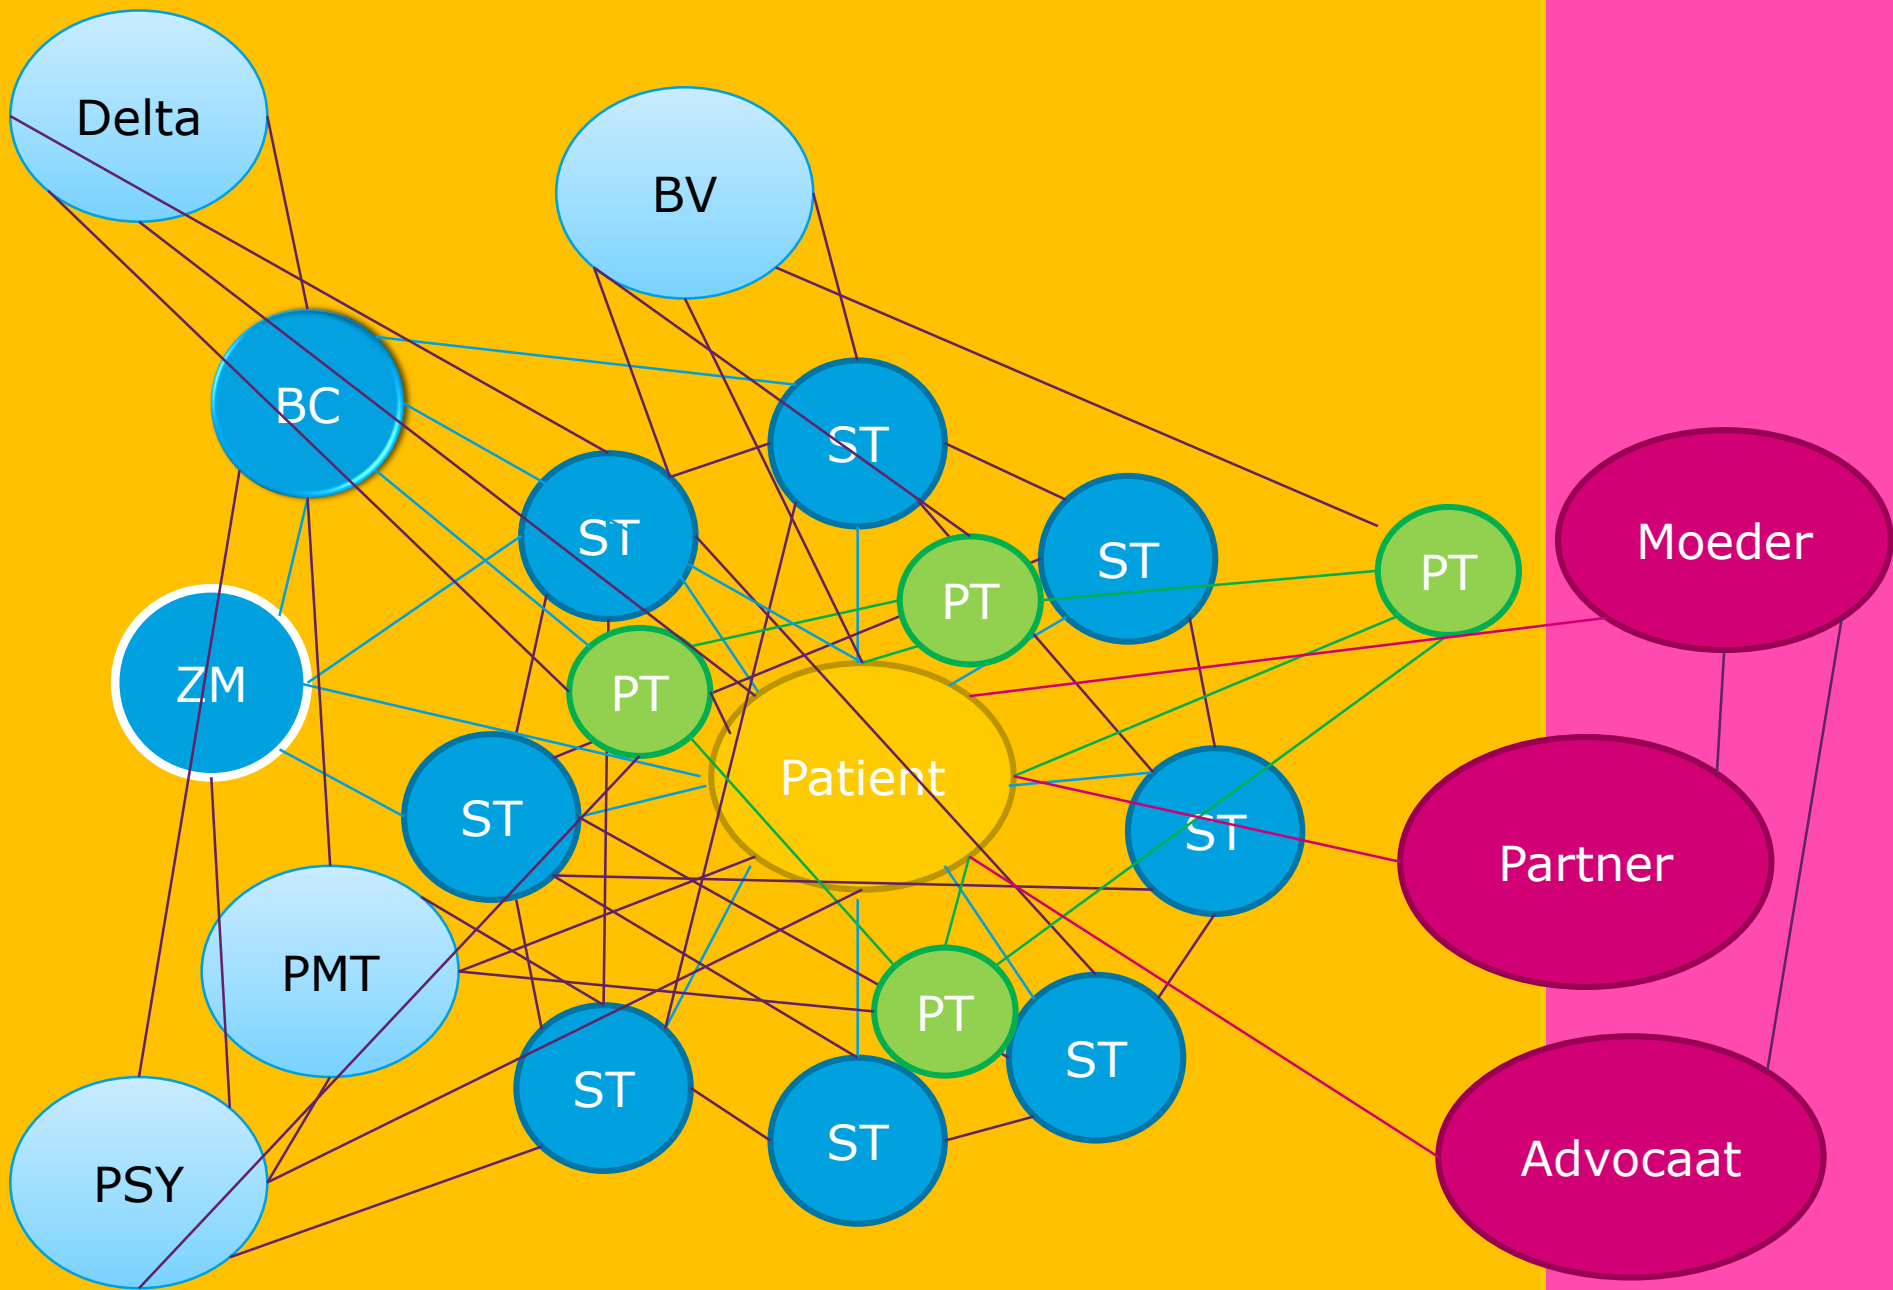 Delta
BV
BC
ST
ST
ST
Moeder
PT
PT
ZM
PT
Patient
ST
ST
Partner
PMT
PT
ST
ST
ST
Advocaat
PSY